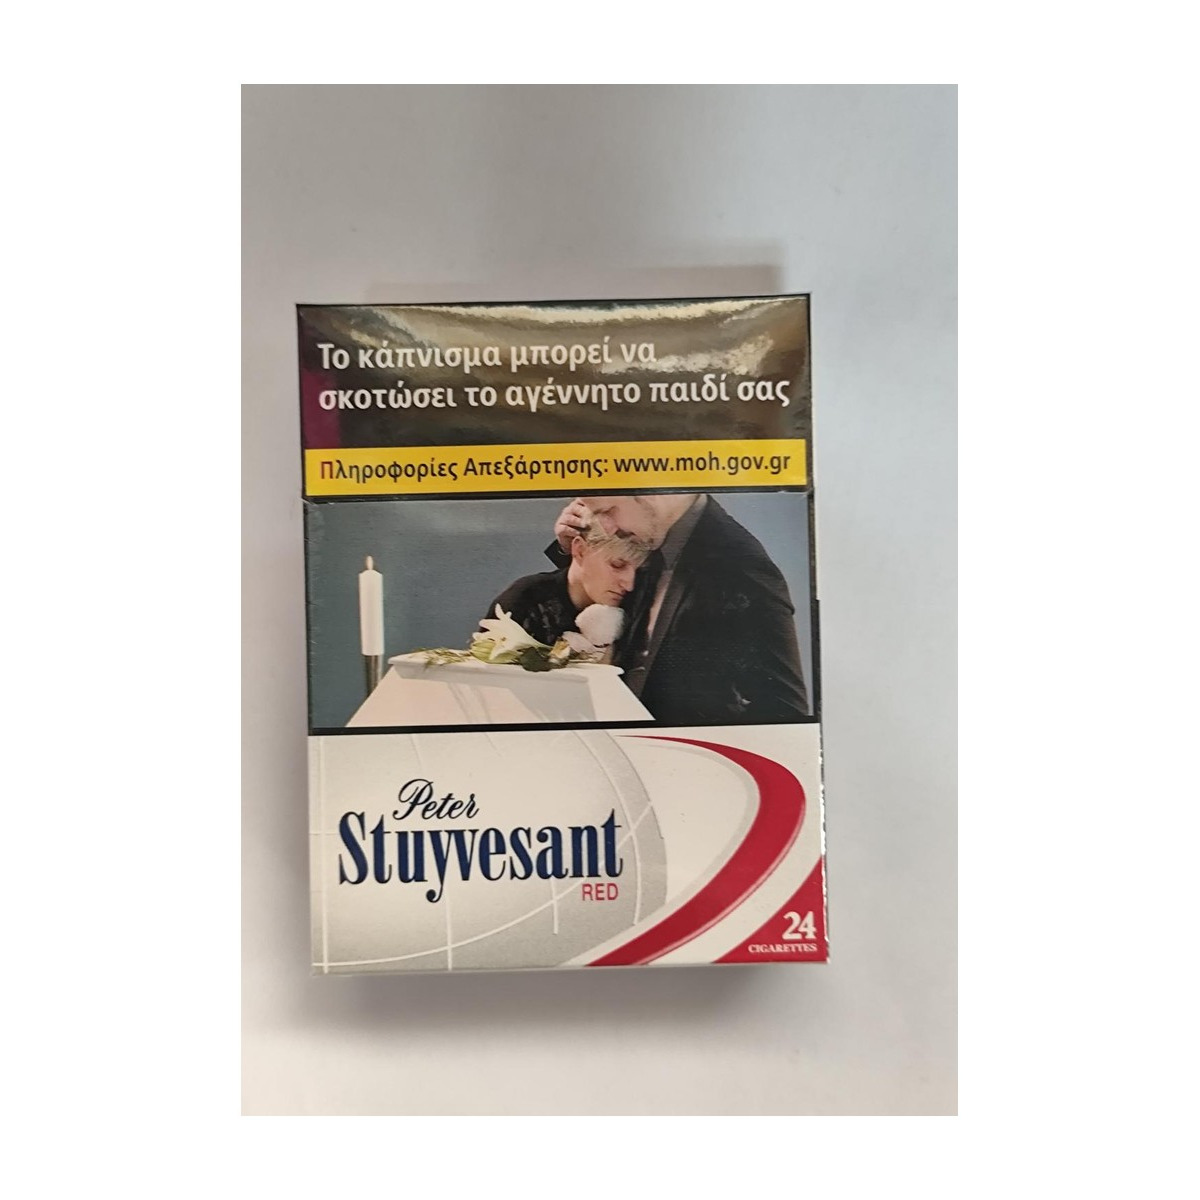 Το κάπνισμα μπορεί να
σκοτώσει το αγέννητο παιδί σας
Πληροφορίες Απεξάρτησης: www.moh.gov.gr
Peter
Stuyvesant
RED
24
CIGARETTES